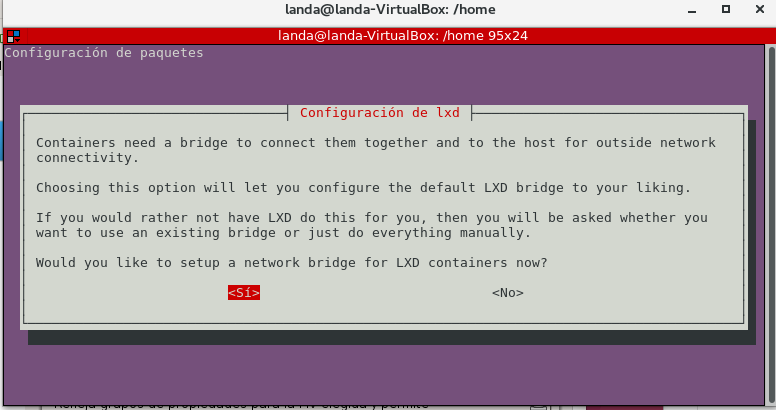 landa@landa-VirtualBox: /home
landa@landa-VirtualBox: /home 95x24
Configuración de paquetes
Configuración de lxd
Containers need a bridge to connect them together and to the host for outside network
connectivity.
Choosing this option will let you configure the default LXD bridge to your liking.
If you would rather not have LXD do this for you, then you will be asked whether you
want to use an existing bridge or just do everything manually.
Would you like to setup a network bridge for LXD containers now?
<Sí> <No>